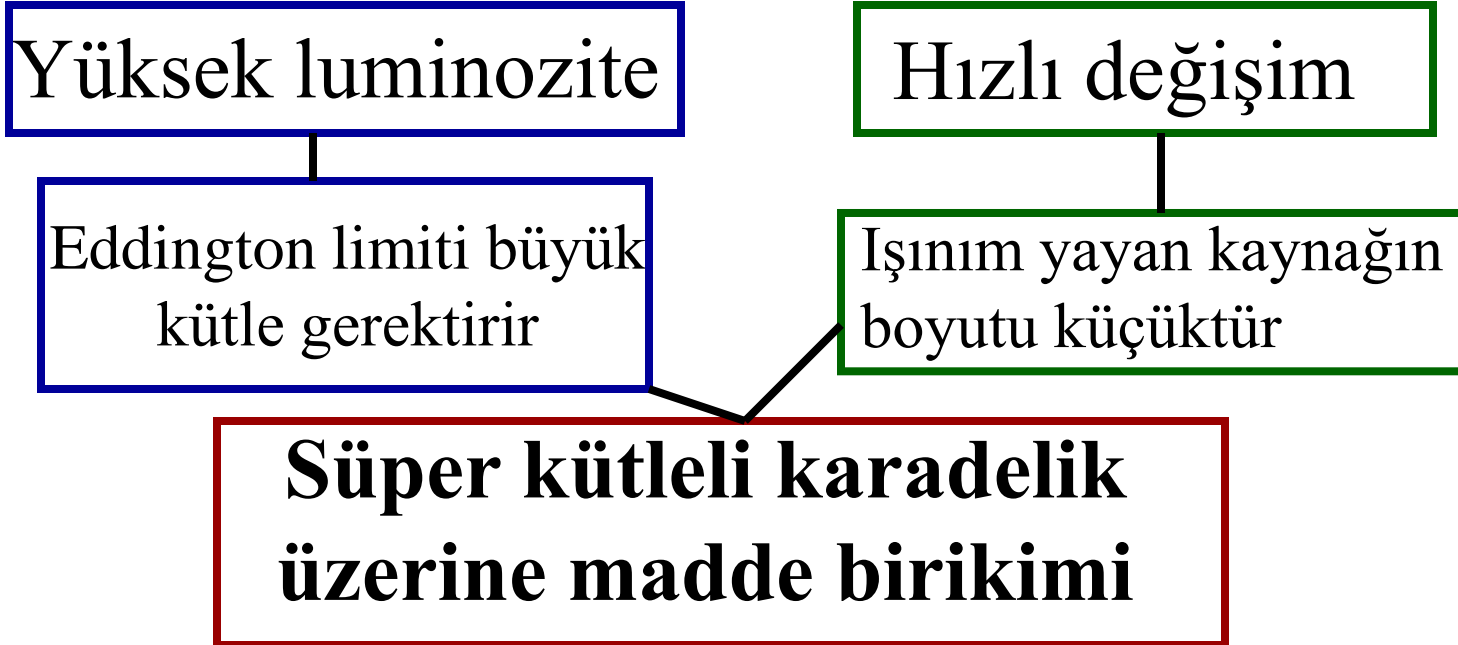 Yüksek luminozite
Hızlı değişim
Eddington limiti büyük
kütle gerektirir
Işınım yayan kaynağın
boyutu küçüktür
Süper kütleli karadelik
üzerine madde birikimi